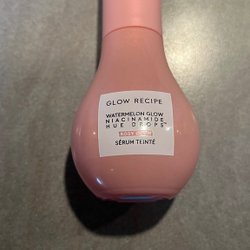 GLOW RECIPE
WATERMELON GLOW
NIACINAMIDE
HUE DROPS
SÉRUM TEINTÉ